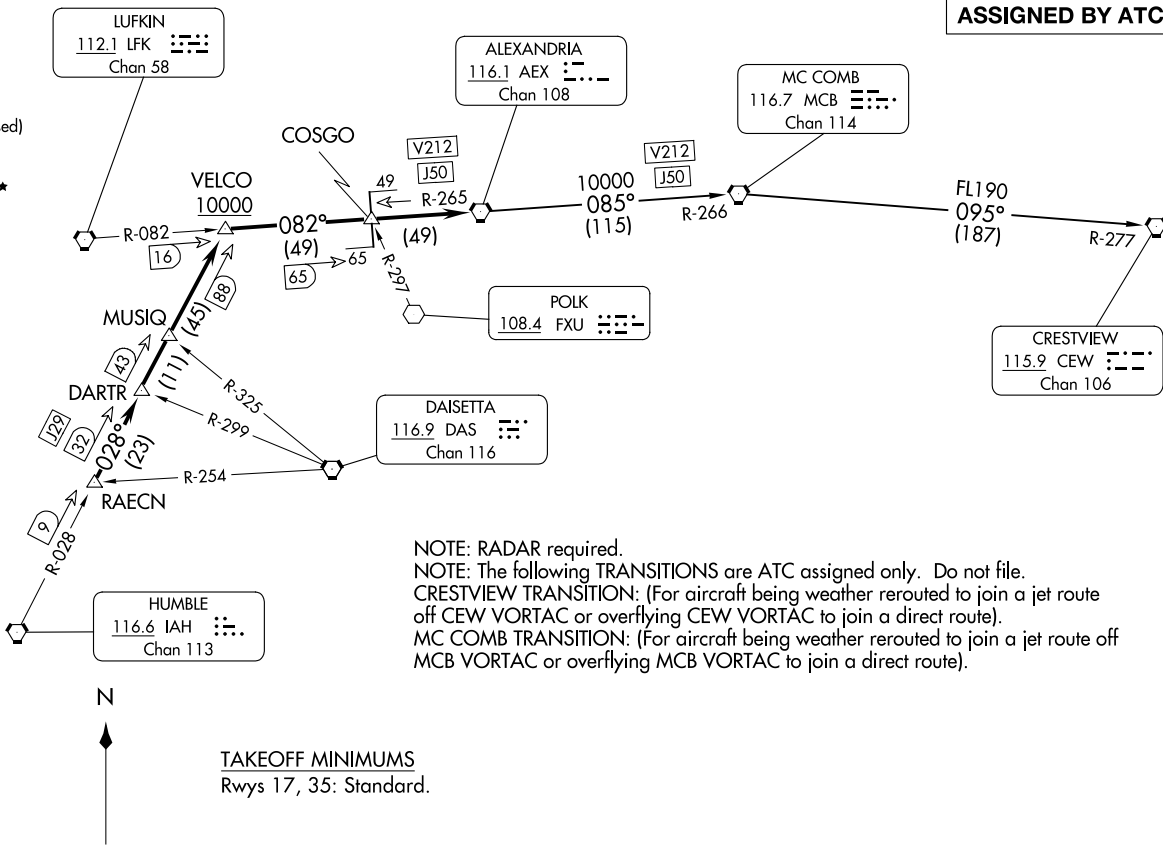 ASSIGNED BY ATC
LUFKIN
112.1 LFK
Chan 58
ALEXANDRIA
116.1 AEX
Chan 108
MC COMB
116.7 MCB
Chan 114
sed)
COSGO
VELCO
10000
V212
J50
49
R-265
V212
J50
10000
085°
(115)
R-266
FL190
095°
(187)
R-277
R-082
16
082°
(49)
(49)
65
65
R-297
88
(45)
MUSIQ
POLK
108.4 FXU
CRESTVIEW
115.9 CEW
Chan 106
43
(11)
DARTR
R-325
R-299
J29
32
028°
(23)
DAISETTA
116.9 DAS
Chan 116
R-254
RAECN
9
R-028
HUMBLE
116.6 IAH
Chan 113
NOTE: RADAR required.
NOTE: The following TRANSITIONS are ATC assigned only. Do not file.
CRESTVIEW TRANSITION: (For aircraft being weather rerouted to join a jet route
off CEW VORTAC or overflying CEW VORTAC to join a direct route).
MC COMB TRANSITION: (For aircraft being weather rerouted to join a jet route off
MCB VORTAC or overflying MCB VORTAC to join a direct route).
N
TAKEOFF MINIMUMS
Rwys 17, 35: Standard.